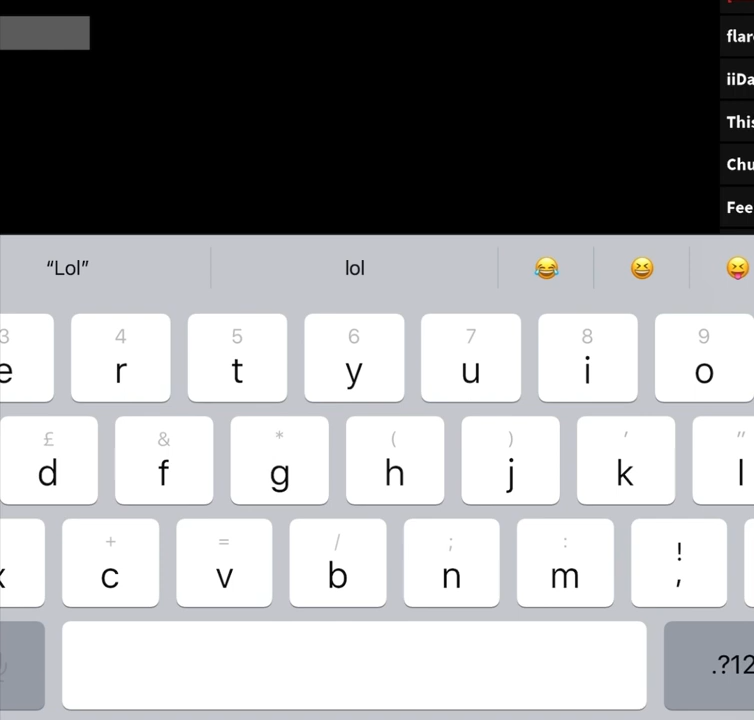 flar
iiDa
This
Chu
Fee
“Lol” lol
3 4 5 6 7 8 9
e r t y u i o
£ & * ( ) ′ ″
d f g h j k l
+ = / ; :
x c v b n m ! ,
.?12